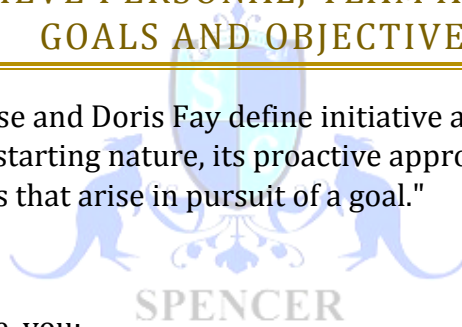 GOALS AND OBJECTIVE
se and Doris Fay define initiative a
starting nature, its proactive appro
s that arise in pursuit of a goal."
S
C
SPENCER
you: